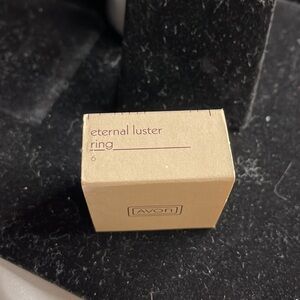 eternal luster
ring
6
[AVON]